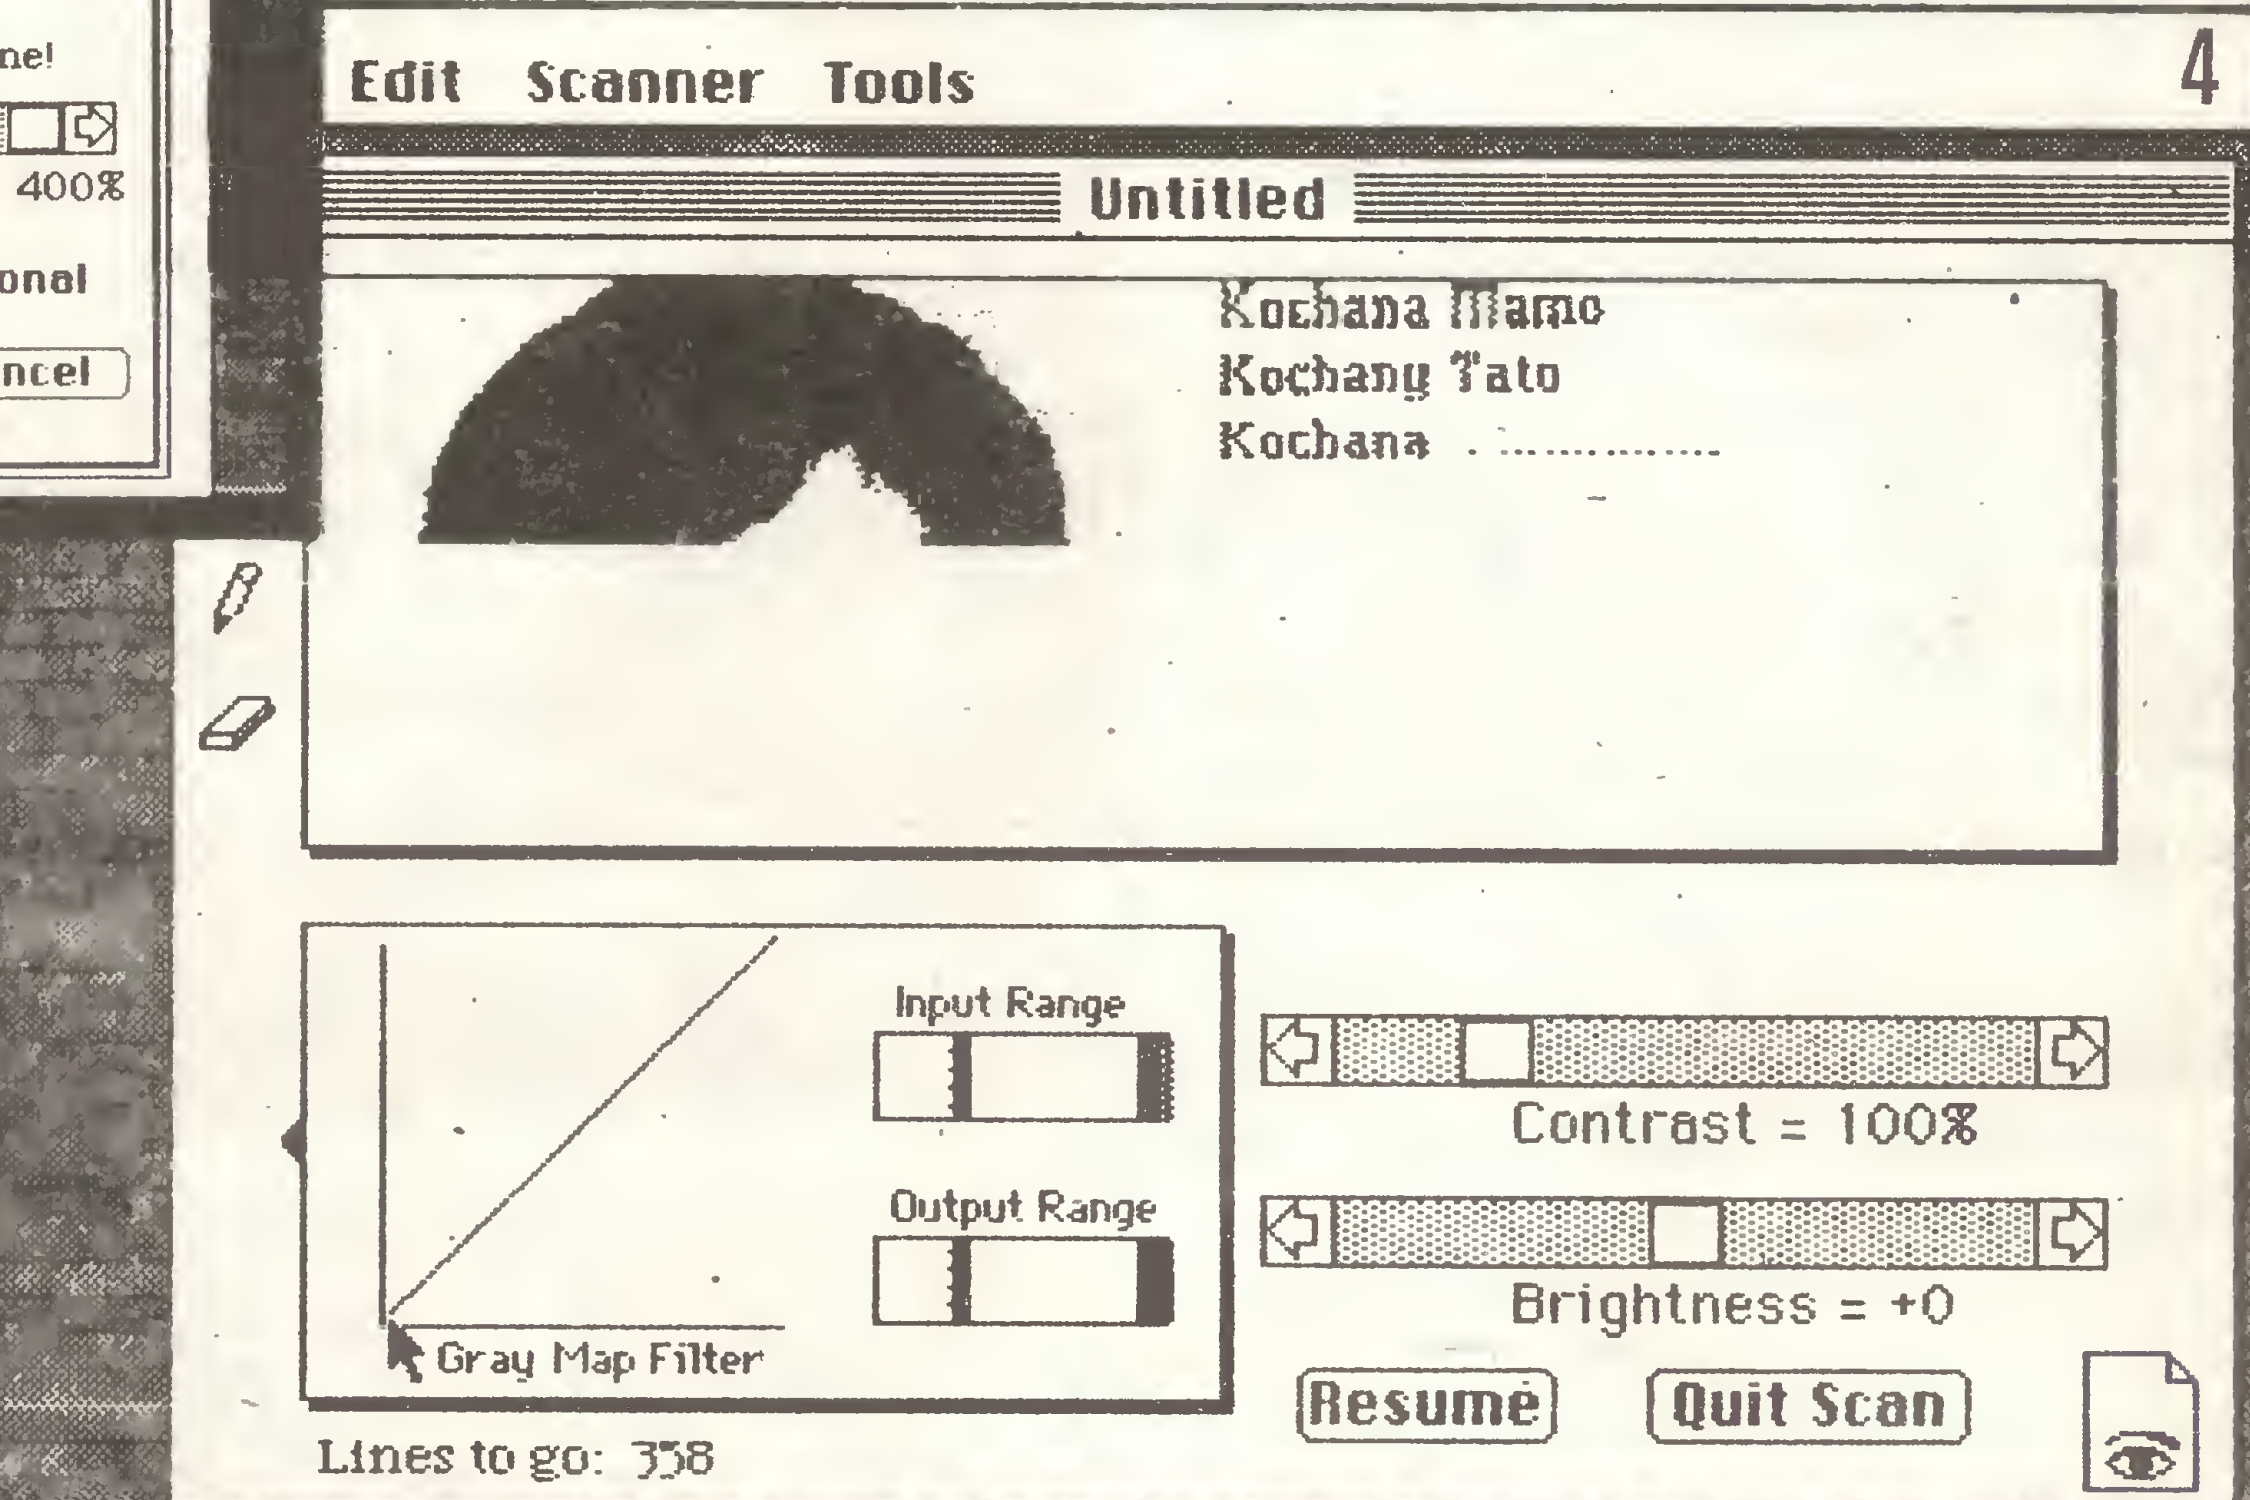 ne!
400%
onal
ncel
Edit Scanner Tools
4
Untitled
Kochana Mamo
Kochany Tato
Kochana . ...............
Input Range
Output Range
Gray Map Filter
Contrast = 100%
Brightness = +0
Resume
Quit Scan
Lines to go: 358